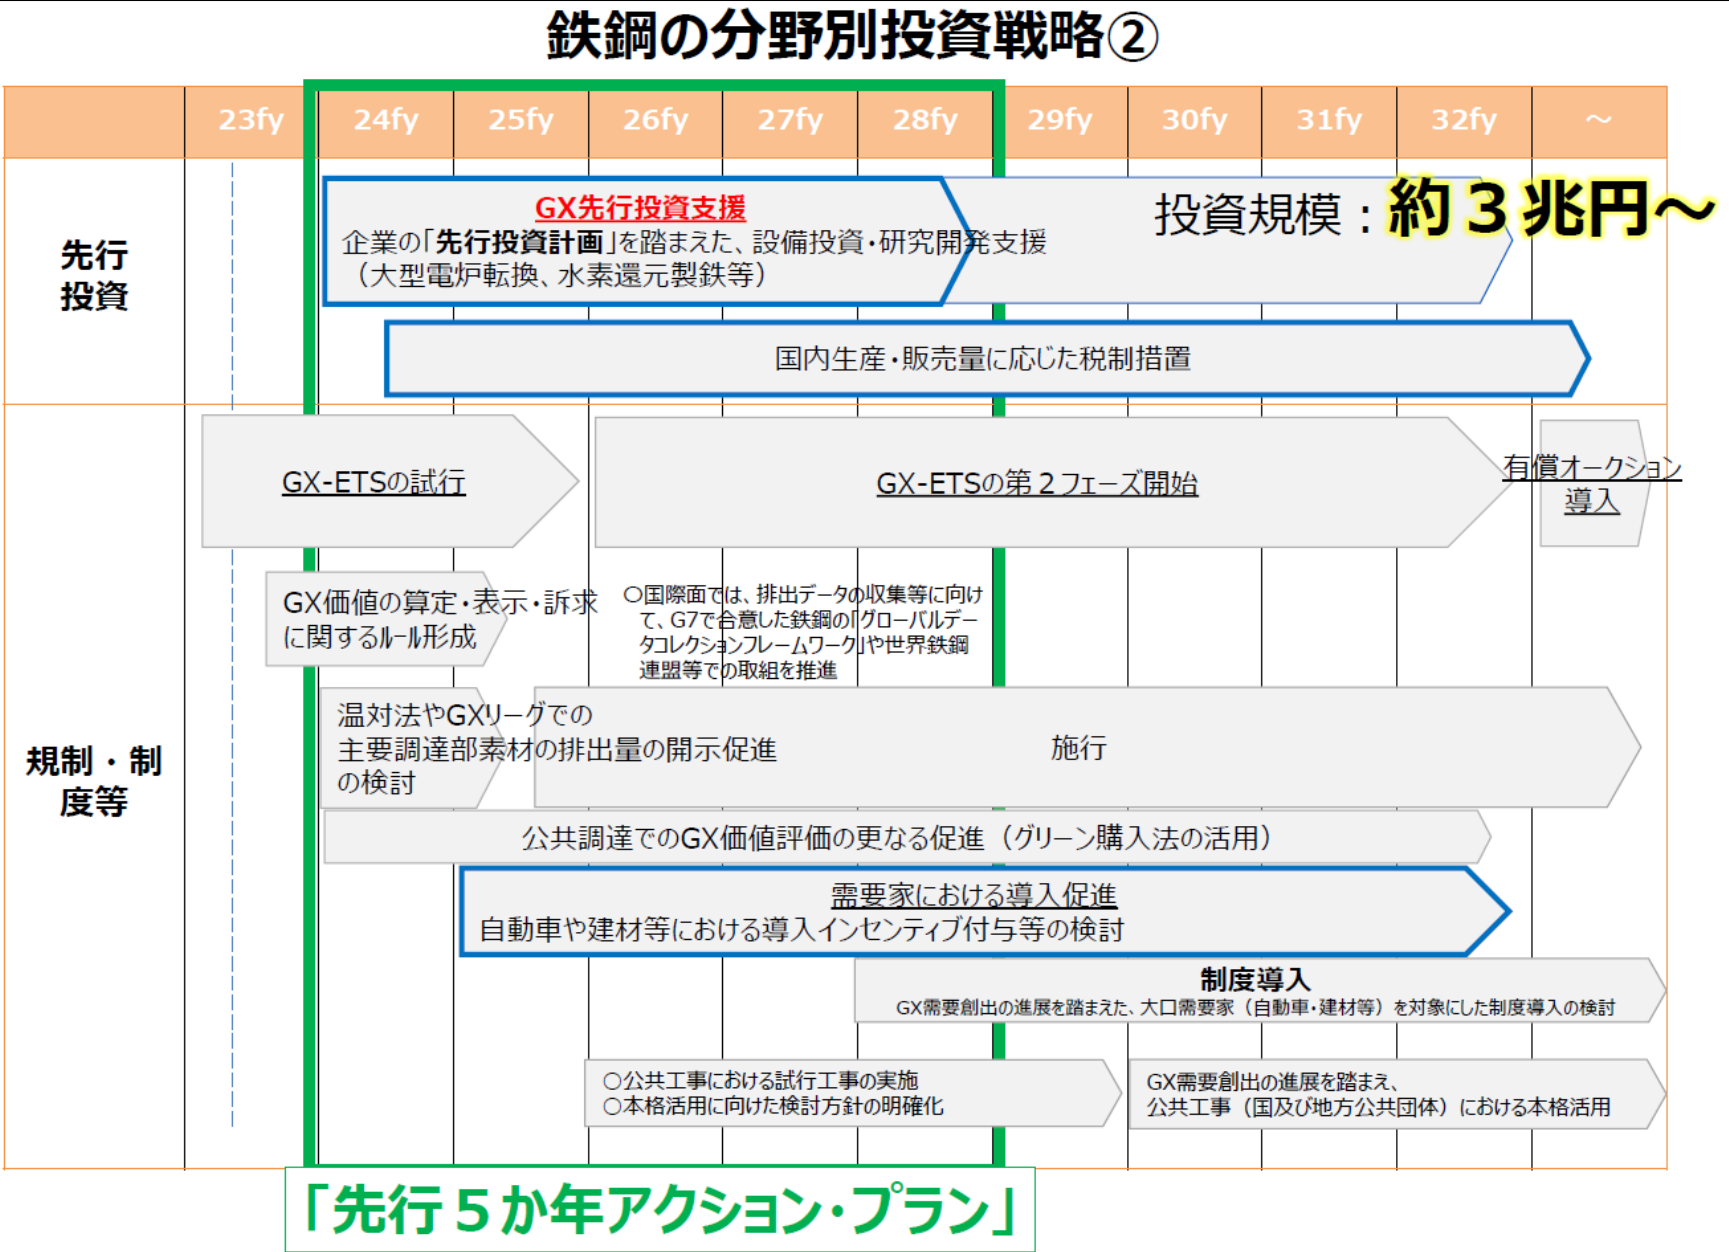 鉄鋼の分野別投資戦略②
23fy 24fy 25fy 26fy 27fy 28fy 29fy 30fy 31fy 32fy ～
先行
投資
GX先行投資支援
企業の「先行投資計画」を踏まえた、設備投資・研究開発支援
（大型電炉転換、水素還元製鉄等）
投資規模：約３兆円～
国内生産・販売量に応じた税制措置
規制・制
度等
GX-ETSの試行
GX-ETSの第２フェーズ開始
有償オークション
導入
GX価値の算定・表示・訴求
に関するルール形成
○国際面では、排出データの収集等に向け
て、G7で合意した鉄鋼の「グローバルデー
タコレクションフレームワーク」や世界鉄鋼
連盟等での取組を推進
温対法やGXリーグでの
主要調達部素材の排出量の開示促進
の検討
施行
公共調達でのGX価値評価の更なる促進（グリーン購入法の活用）
需要家における導入促進
自動車や建材等における導入インセンティブ付与等の検討
制度導入
GX需要創出の進展を踏まえた、大口需要家（自動車・建材等）を対象にした制度導入の検討
○公共工事における試行工事の実施
○本格活用に向けた検討方針の明確化
GX需要創出の進展を踏まえ、
公共工事（国及び地方公共団体）における本格活用
「先行５か年アクション・プラン」